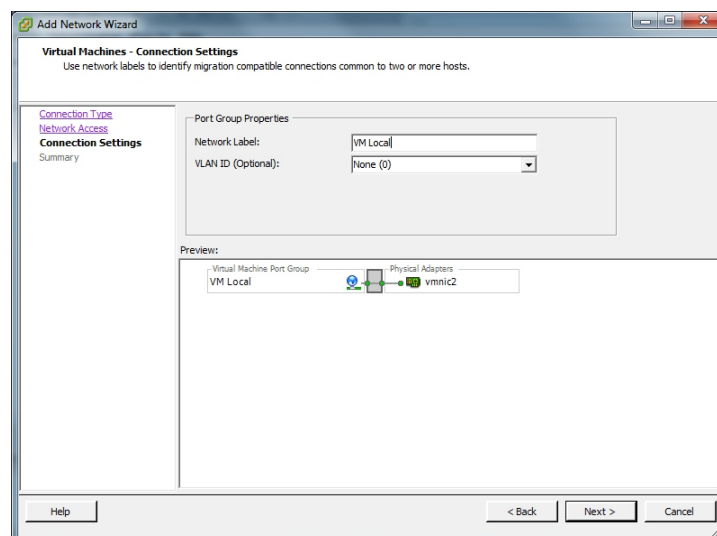 Add Network Wizard
Virtual Machines - Connection Settings
Use network labels to identify migration compatible connections common to two or more hosts.
Connection Type
Network Access
Connection Settings
Summary
Port Group Properties
Network Label:
VM Local
VLAN ID (Optional):
None (0)
Preview:
Virtual Machine Port Group
VM Local
Physical Adapters
vmnic2
Help
< Back
Next >
Cancel